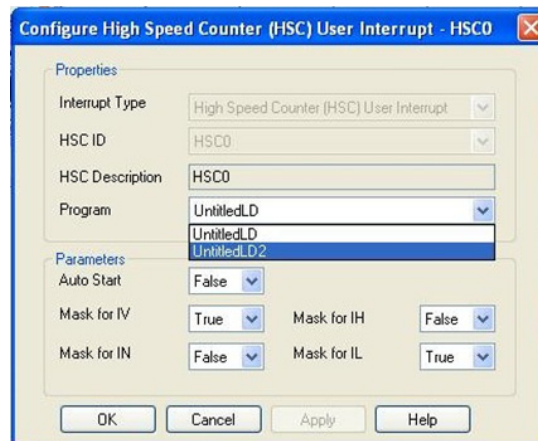 Configure High Speed Counter (HSC) User Interrupt - HSC0
Properties
Interrupt Type High Speed Counter (HSC) User Interrupt
HSC ID HSC0
HSC Description HSC0
Program UntitledLD
UntitledLD
UntitledLD2
Parameters
Auto Start False
Mask for IV True Mask for IH False
Mask for IN False Mask for IL True
OK Cancel Apply Help